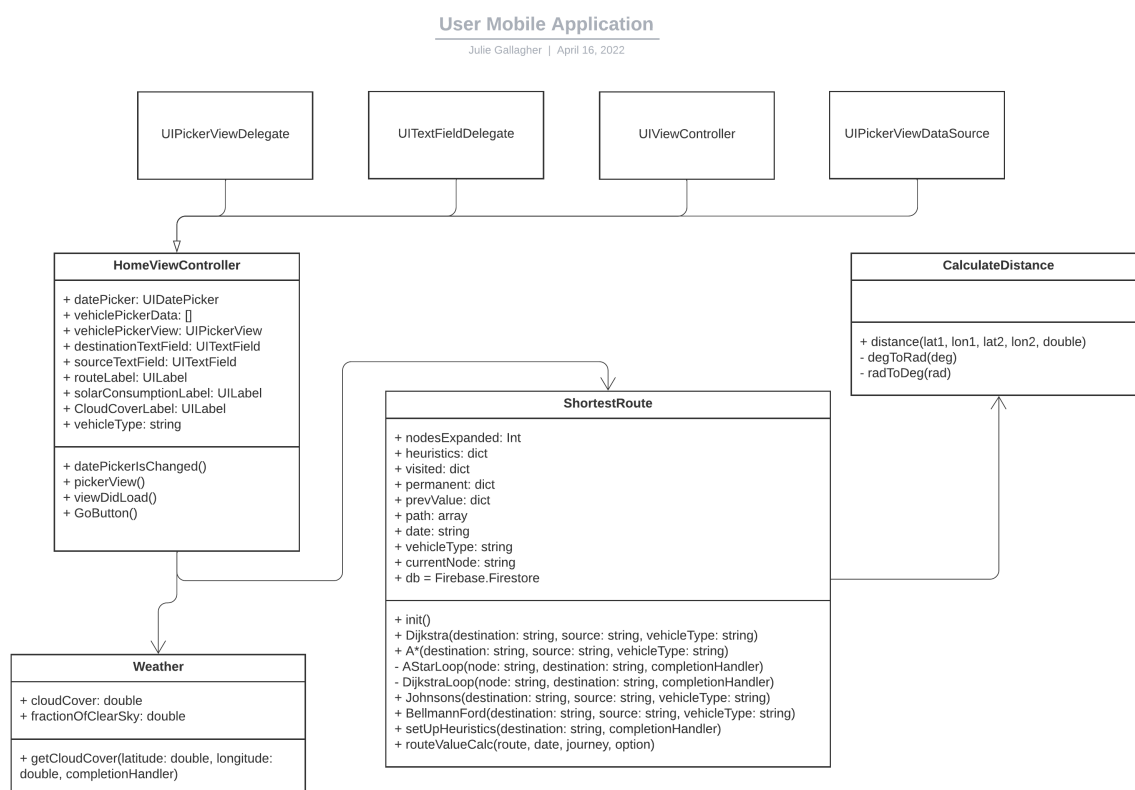 User Mobile Application
Julie Gallagher | April 16, 2022
UIPickerViewDelegate
UITextFieldDelegate
UIViewController
UIPickerViewDataSource
HomeViewController
+ datePicker: UIDatePicker
+ vehiclePickerData: []
+ vehiclePickerView: UIPickerView
+ destinationTextField: UITextField
+ sourceTextField: UITextField
+ routeLabel: UILabel
+ solarConsumptionLabel: UILabel
+ CloudCoverLabel: UILabel
+ vehicleType: string
+ datePickerIsChanged()
+ pickerView()
+ viewDidLoad()
+ GoButton()
CalculateDistance
+ distance(lat1, lon1, lat2, lon2, double)
- degToRad(deg)
- radToDeg(rad)
ShortestRoute
+ nodesExpanded: Int
+ heuristics: dict
+ visited: dict
+ permanent: dict
+ prevValue: dict
+ path: array
+ date: string
+ vehicleType: string
+ currentNode: string
+ db = Firebase.Firestore
+ init()
+ Dijkstra(destination: string, source: string, vehicleType: string)
+ A*(destination: string, source: string, vehicleType: string)
- AStarLoop(node: string, destination: string, completionHandler)
- DijkstraLoop(node: string, destination: string, completionHandler)
+ Johnsons(destination: string, source: string, vehicleType: string)
+ BellmannFord(destination: string, source: string, vehicleType: string)
+ setUpHeuristics(destination: string, completionHandler)
+ routeValueCalc(route, date, journey, option)
Weather
+ cloudCover: double
+ fractionOfClearSky: double
+ getCloudCover(latitude: double, longitude:
double, completionHandler)